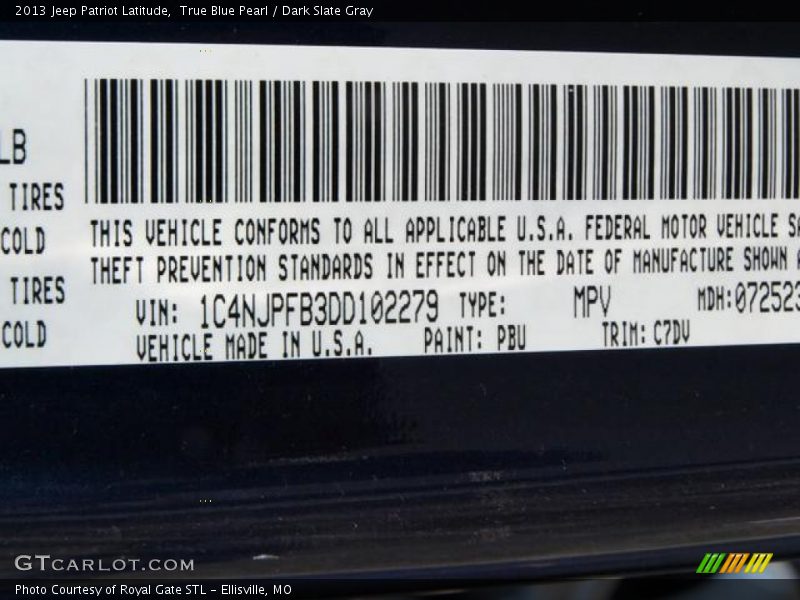 2013 Jeep Patriot Latitude,  True Blue Pearl / Dark Slate Gray
LB
TIRES
COLD
TIRES
COLD
THIS VEHICLE CONFORMS TO ALL APPLICABLE U.S.A. FEDERAL MOTOR VEHICLE SA
THEFT PREVENTION STANDARDS IN EFFECT ON THE DATE OF MANUFACTURE SHOWN A
VIN: 1C4NJPFB3DD102279 TYPE: MPV MDH:072523
VEHICLE MADE IN U.S.A. PAINT: PBU TRIM: C7DV
GTCARLOT.COM
Photo Courtesy of Royal Gate STL - Ellisville, MO